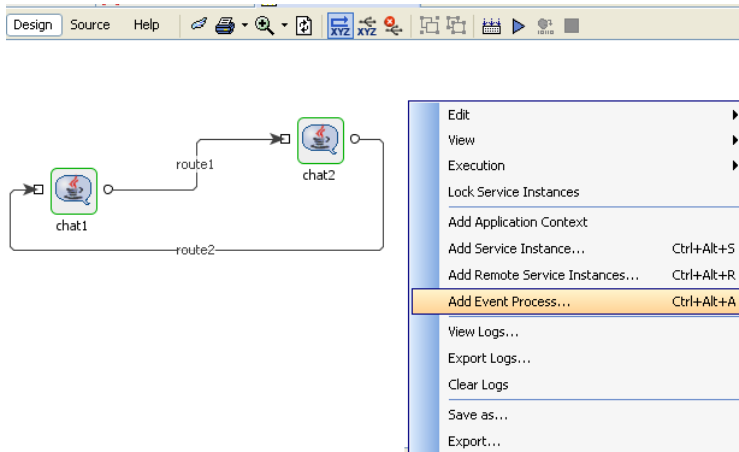 Design Source Help
XYZ XYZ
route1
chat2
chat1
route2
Edit
View
Execution
Lock Service Instances
Add Application Context
Add Service Instance... Ctrl+Alt+S
Add Remote Service Instances... Ctrl+Alt+R
Add Event Process... Ctrl+Alt+A
View Logs...
Export Logs...
Clear Logs
Save as...
Export...